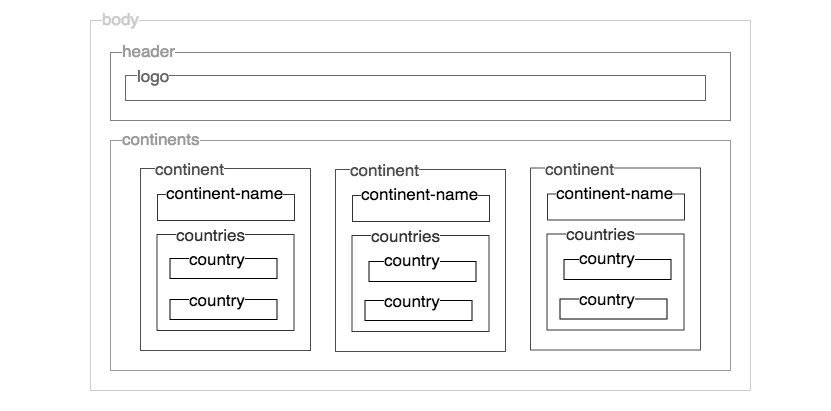 body
header
logo
continents
continent continent continent
continent-name continent-name continent-name
countries countries countries
country country country
country country country